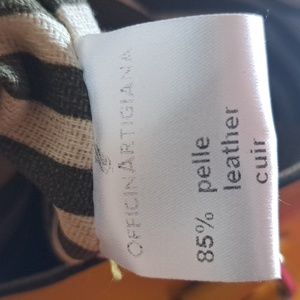 OFFICINARTIGIANA
85% pelle
leather
cuir